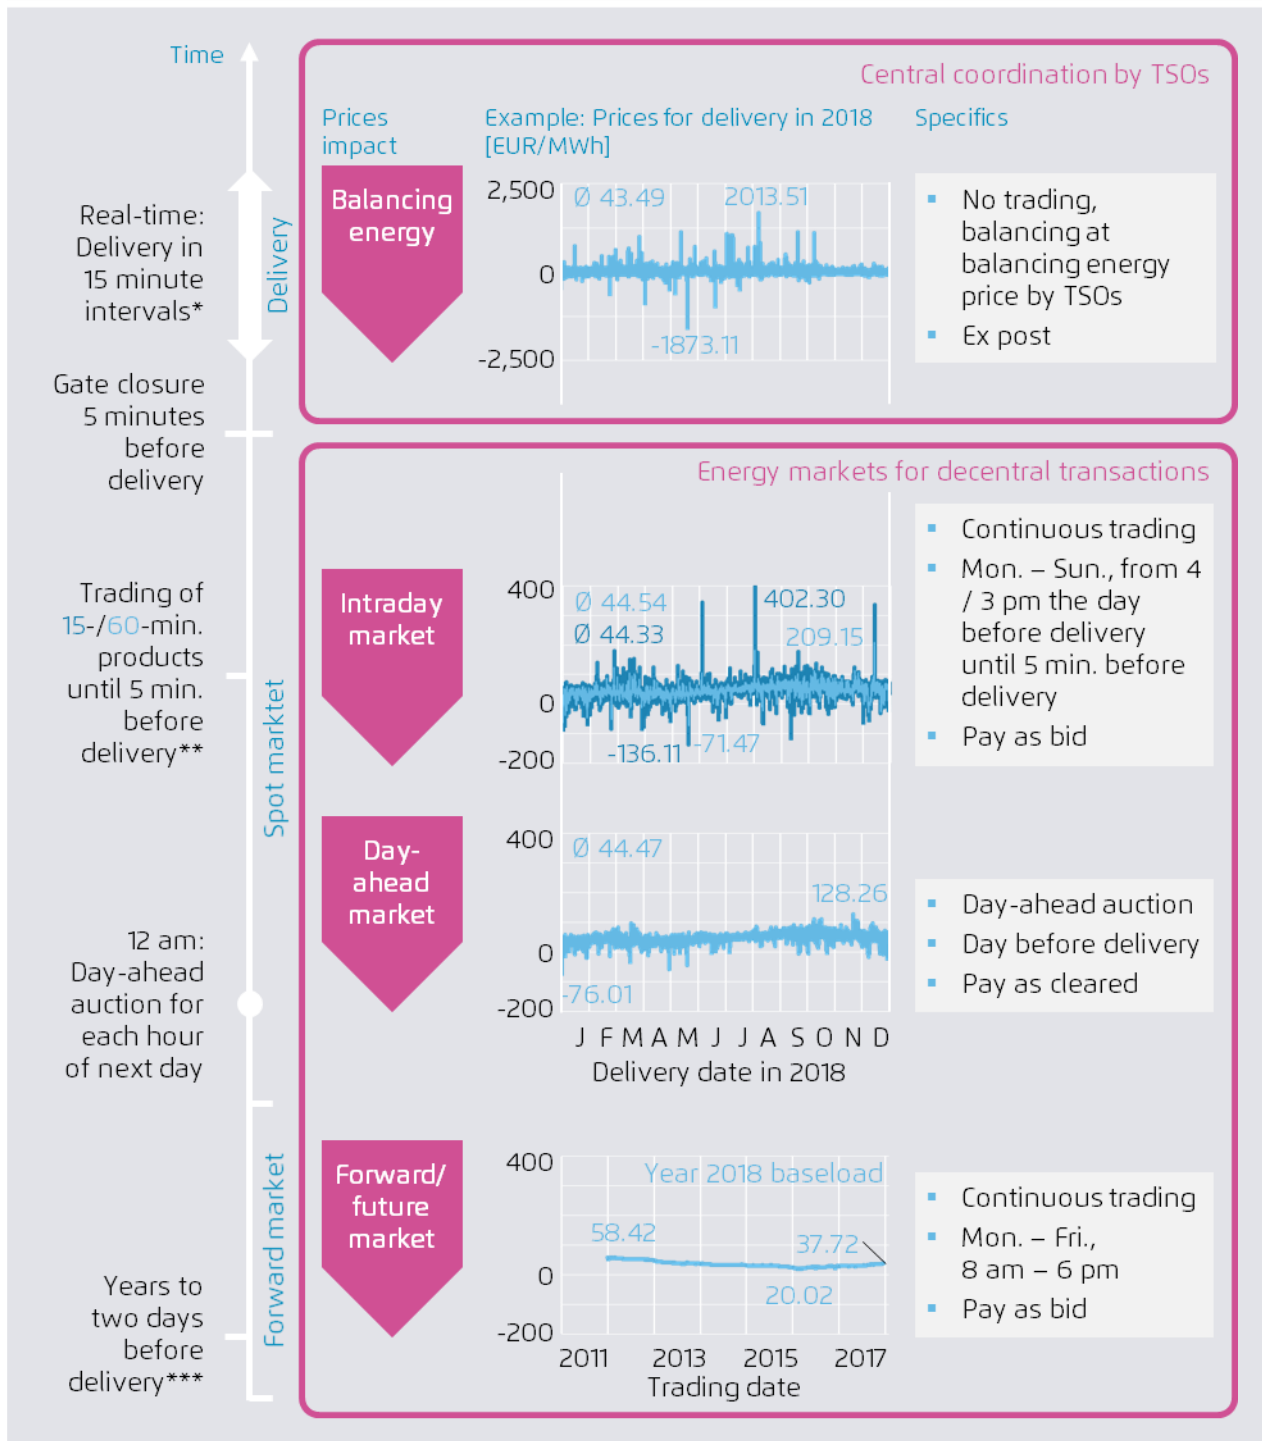 Time
Central coordination by TSOs
Prices
impact
Example: Prices for delivery in 2018
[EUR/MWh]
Specifics
Real-time:
Delivery in
15 minute
intervals*
Delivery
Balancing
energy
2,500
0
-2,500
Ø 43.49
2013.51
-1873.11
▪ No trading,
balancing at
balancing energy
price by TSOs
▪ Ex post
Gate closure
5 minutes
before
delivery
Energy markets for decentral transactions
Trading of
15-/60-min.
products
until 5 min.
before
delivery**
Spot marktet
Intraday
market
400
0
-200
Ø 44.54
Ø 44.33
402.30
209.15
-136.11
-71.47
▪ Continuous trading
▪ Mon. – Sun., from 4
/ 3 pm the day
before delivery
until 5 min. before
delivery
▪ Pay as bid
12 am:
Day-ahead
auction for
each hour
of next day
Day-
ahead
market
400
0
-200
Ø 44.47
128.26
-76.01
J F M A M J J A S O N D
Delivery date in 2018
▪ Day-ahead auction
▪ Day before delivery
▪ Pay as cleared
Years to
two days
before
delivery***
Forward market
Forward/
future
market
400
0
-200
Year 2018 baseload
58.42
37.72
20.02
2011 2013 2015 2017
Trading date
▪ Continuous trading
▪ Mon. – Fri.,
8 am – 6 pm
▪ Pay as bid